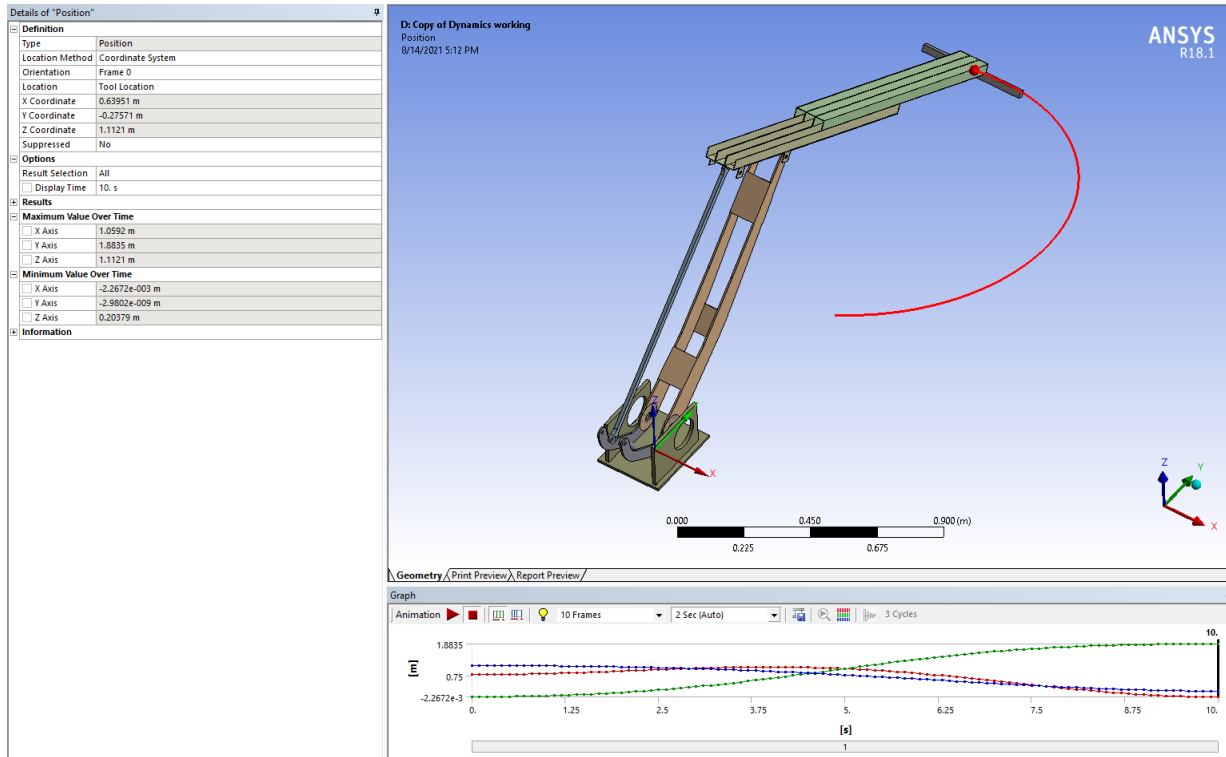 Details of "Position"
Definition
Type Position
Location Method Coordinate System
Orientation Frame 0
Location Tool Location
X Coordinate 0.63951 m
Y Coordinate -0.27571 m
Z Coordinate 1.1121 m
Suppressed No
Options
Result Selection All
Display Time 10. s
Results
Maximum Value Over Time
X Axis 1.0592 m
Y Axis 1.8835 m
Z Axis 1.1121 m
Minimum Value Over Time
X Axis -2.2672e-003 m
Y Axis -2.9802e-009 m
Z Axis 0.20379 m
Information
D: Copy of Dynamics working
Position
8/14/2021 5:12 PM
ANSYS
R18.1
Z
X
Z
Y
X
0.000 0.450 0.900 (m)
0.225 0.675
Geometry Print Preview Report Preview
Graph
Animation 10 Frames 2 Sec (Auto) 3 Cycles
10.
1.8835
[m]
0.75
-2.2672e-3
0. 1.25 2.5 3.75 5. 6.25 7.5 8.75 10.
[s]
1